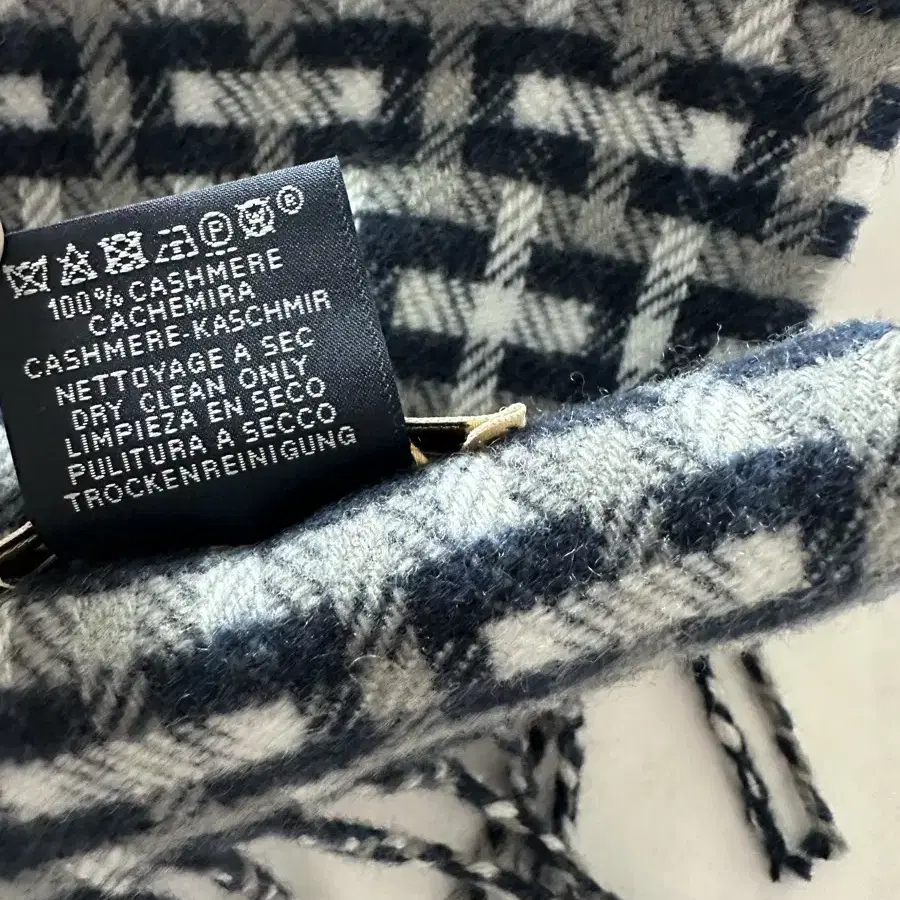 P W ®
100% CASHMERE
CACHEMIRA
CASHMERE-KASCHMIR
NETTOYAGE A SEC
DRY CLEAN ONLY
LIMPIEZA EN SECO
PULITURA A SECCO
TROCKENREINIGUNG